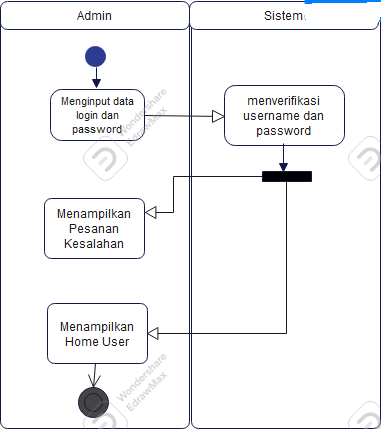 Admin
Sistem
Menginput data
login dan
password
menverifikasi
username dan
password
Menampilkan
Pesanan
Kesalahan
Menampilkan
Home User
Wondershare
EdrawMax
Wondershare
EdrawMax